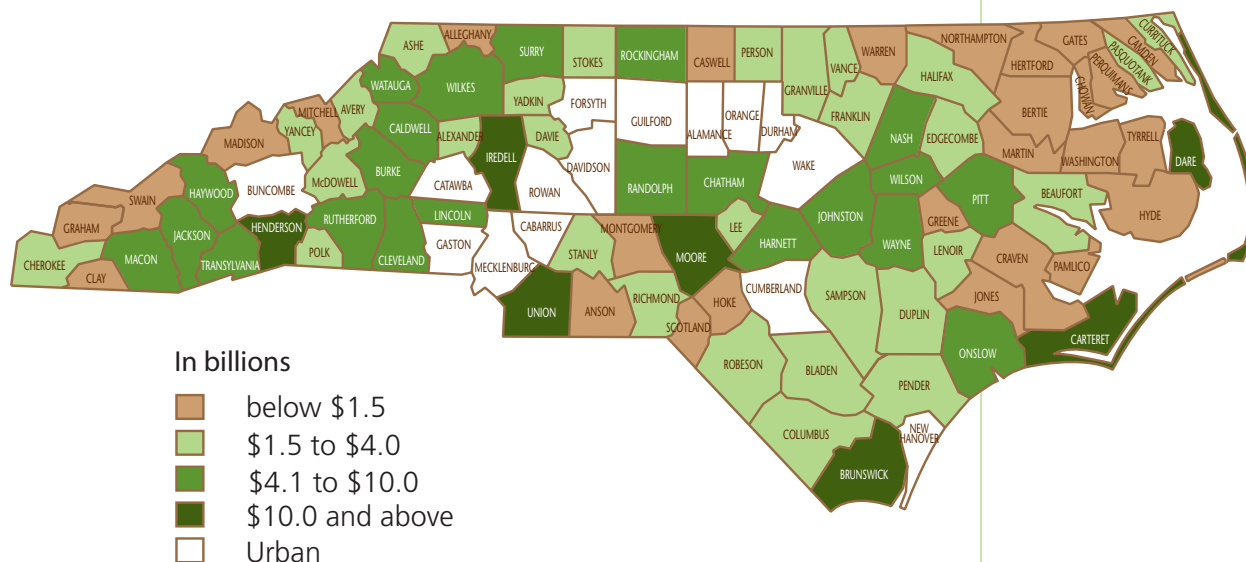 ALLEGHANY
ASHE
SURRY
STOKES
ROCKINGHAM
CASWELL
PERSON
VANCE
WARREN
NORTHAMPTON
GATES
CURRITUCK
CAMDEN
PASQUOTANK
PERQUIMANS
CHOWAN
HERTFORD
HALIFAX
GRANVILLE
WATAUGA
WILKES
YADKIN
FORSYTH
GUILFORD
ALAMANCE
ORANGE
DURHAM
FRANKLIN
NASH
EDGECOMBE
BERTIE
MITCHELL
AVERY
YANCEY
CALDWELL
ALEXANDER
IREDELL
DAVIE
DAVIDSON
WAKE
MARTIN
WASHINGTON
TYRRELL
DARE
MADISON
McDOWELL
BURKE
CATAWBA
ROWAN
RANDOLPH
CHATHAM
WILSON
PITT
BEAUFORT
HYDE
HAYWOOD
BUNCOMBE
SWAIN
GRAHAM
JACKSON
HENDERSON
RUTHERFORD
LINCOLN
CABARRUS
MONTGOMERY
LEE
JOHNSTON
GREENE
CHEROKEE
CLAY
MACON
TRANSYLVANIA
POLK
CLEVELAND
GASTON
MECKLENBURG
STANLY
MOORE
HARNETT
WAYNE
LENOIR
CRAVEN
PAMLICO
UNION
ANSON
RICHMOND
SCOTLAND
HOKE
CUMBERLAND
SAMPSON
DUPLIN
JONES
CARTERET
ONSLOW
ROBESON
BLADEN
PENDER
COLUMBUS
NEW
HANOVER
BRUNSWICK
In billions
below $1.5
$1.5 to $4.0
$4.1 to $10.0
$10.0 and above
Urban